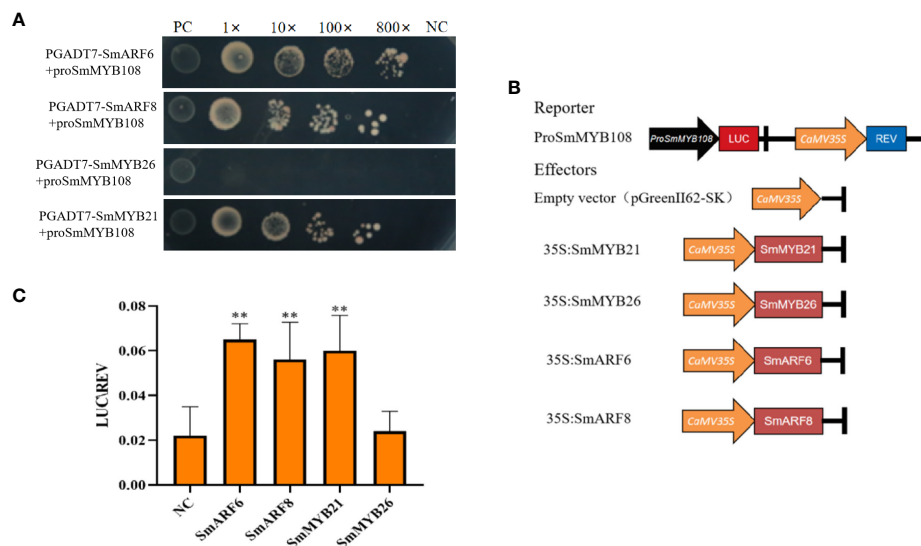 A
PC 1× 10× 100× 800× NC
PGADT7-SmARF6
+proSmMYB108
PGADT7-SmARF8
+proSmMYB108
PGADT7-SmMYB26
+proSmMYB108
PGADT7-SmMYB21
+proSmMYB108
B
Reporter
ProSmMYB108 ProSmMYB108 LUC CaMV35S REV
Effectors
Empty vector（pGreenII62-SK） CaMV35S
35S:SmMYB21 CaMV35S SmMYB21
35S:SmMYB26 CaMV35S SmMYB26
35S:SmARF6 CaMV35S SmARF6
35S:SmARF8 CaMV35S SmARF8
C
LUC\REV
0.08
0.06
0.04
0.02
0.00
** ** **
NC SmARF6 SmARF8 SmMYB21 SmMYB26